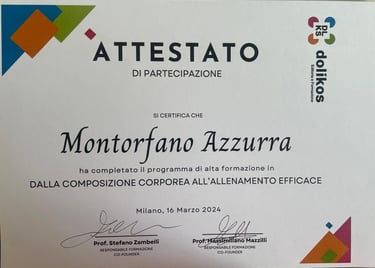 ATTESTATO
DI PARTECIPAZIONE
DLKS
dolikos
SI CERTIFICA CHE
Montorfano Azzurra
ha completato il programma di alta formazione in
DALLA COMPOSIZIONE CORPOREA ALL'ALLENAMENTO EFFICACE
Milano, 16 Marzo 2024
Prof. Stefano Zambelli
RESPONSABILE FORMAZIONE
CO-FOUNDER
Prof. Massimiliano Mazzilli
RESPONSABILE FORMAZIONE
CO-FOUNDER